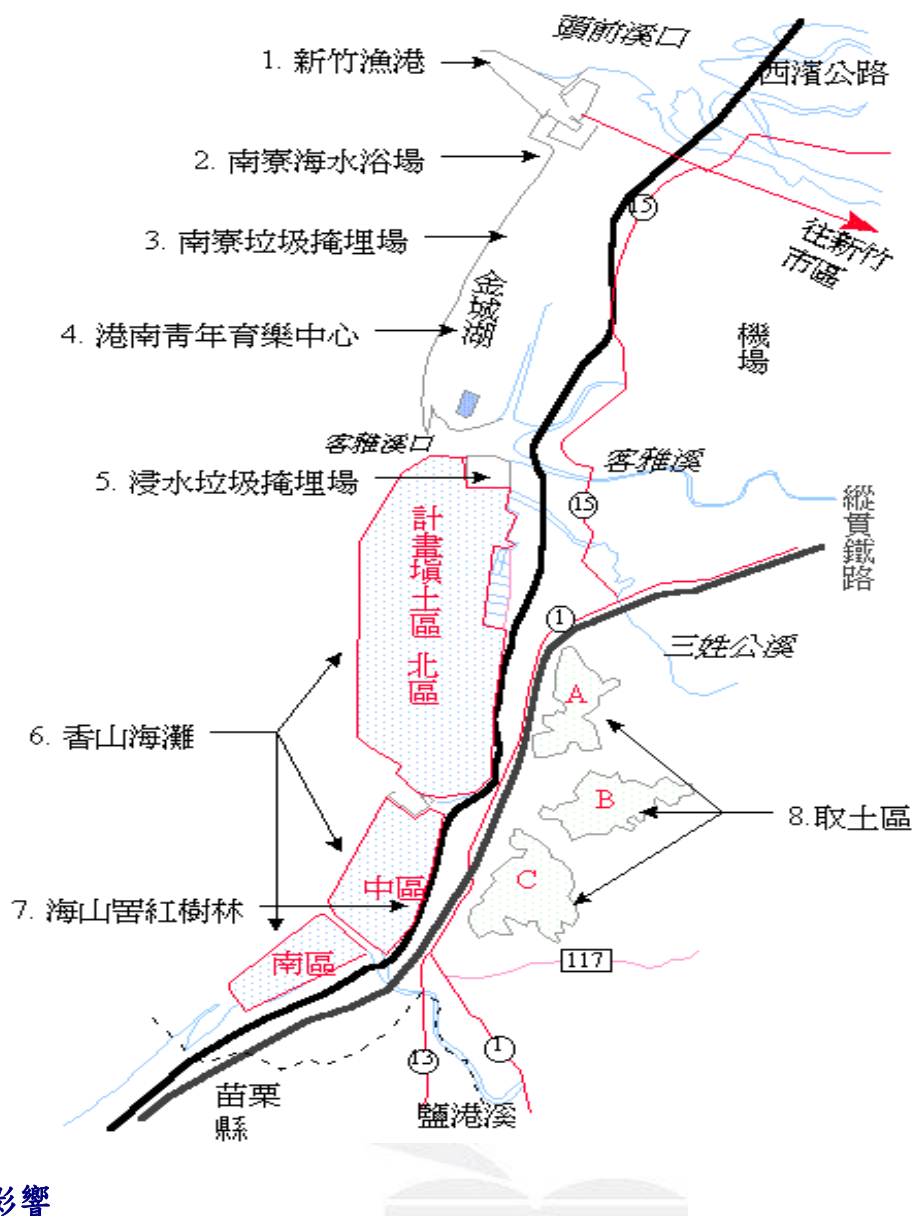 頭前溪口
1. 新竹漁港
西濱公路
2. 南寮海水浴場
15
往新竹
市區
3. 南寮垃圾掩埋場
金城湖
4. 港南青年育樂中心
機場
客雅溪口
客雅溪
5. 浸水垃圾掩埋場
15
縱貫鐵路
計畫塡土區 北區
1
三姓公溪
A
6. 香山海灘
B
8.取土區
C
中區
7. 海山罟紅樹林
南區
117
13
1
苗栗
縣
鹽港溪
影響